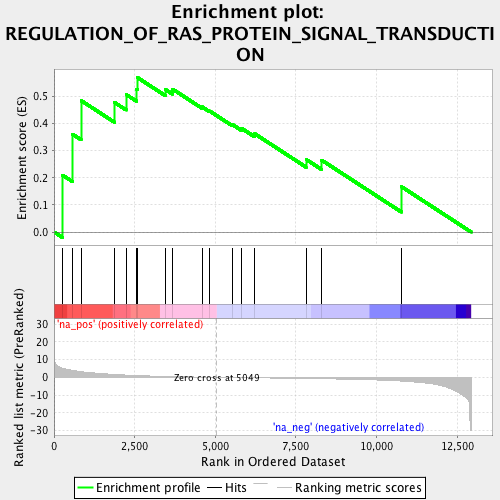 Enrichment plot:
REGULATION_OF_RAS_PROTEIN_SIGNAL_TRANSDUCTI
ON
Enrichment score (ES)
0.5
0.4
0.3
0.2
0.1
0.0
'na_pos' (positively correlated)
Ranked list metric (PreRanked)
30
20
10
0
-10
-20
-30
Zero cross at 5049
'na_neg' (negatively correlated)
0
2,500
5,000
7,500
10,000
12,500
Rank in Ordered Dataset
Enrichment profile
Hits
Ranking metric scores